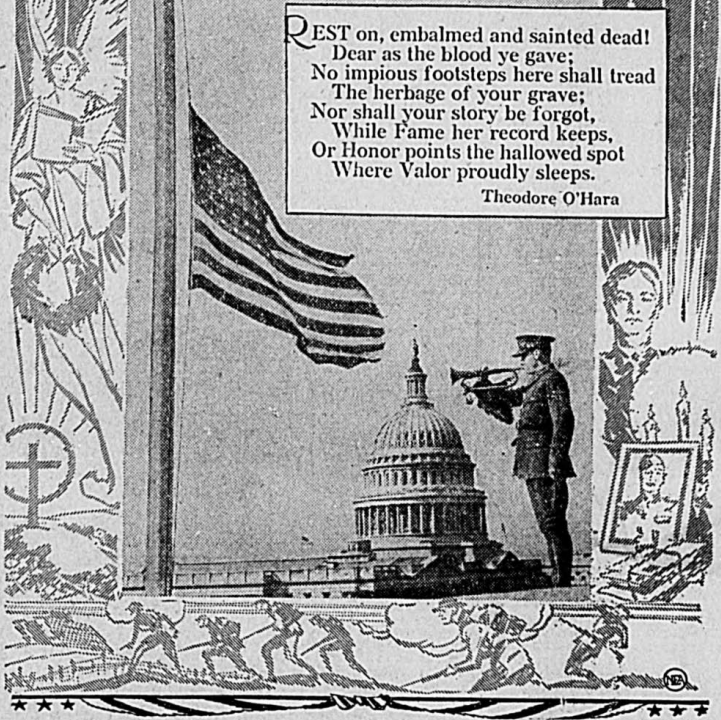 REST on, embalmed and sainted dead!
Dear as the blood ye gave;
No impious footsteps here shall tread
The herbage of your grave;
Nor shall your story be forgot,
While Fame her record keeps,
Or Honor points the hallowed spot
Where Valor proudly sleeps.
Theodore O'Hara
NEA